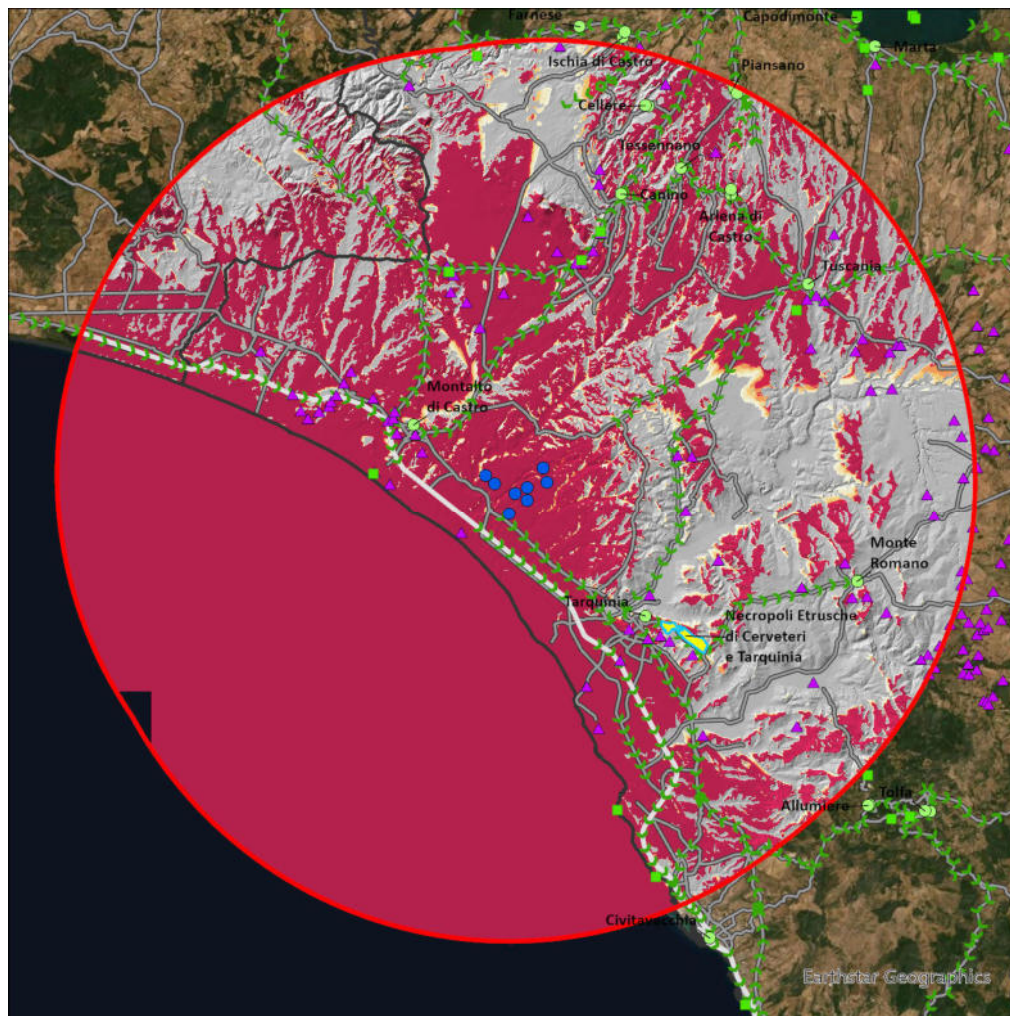 Farnese
Capodimonte
Marta
Ischia di Castro
Piansano
Cellere
Tessennano
Canino
Arlena di
Castro
Tuscania
Montalto
di Castro
Monte
Romano
Tarquinia
Necropoli Etrusche
di Cerveteri
e Tarquinia
Tolfa
Allumiere
Civitavecchia
Earthstar Geographics